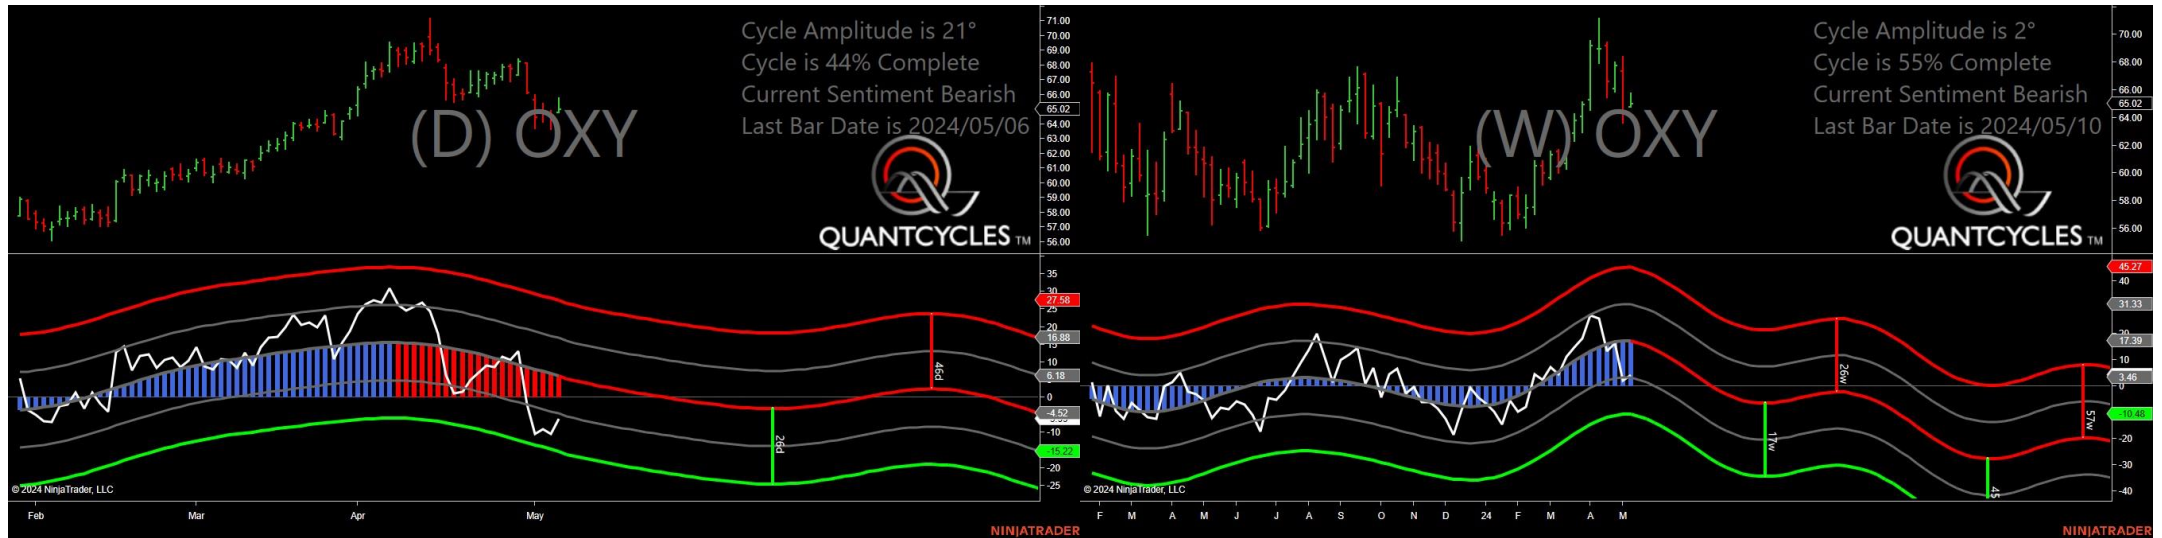 Cycle Amplitude is 21°
Cycle is 44% Complete
Current Sentiment Bearish
Last Bar Date is 2024/05/06
(D) OXY
QUANTCYCLES TM
71.00
70.00
69.00
68.00
67.00
66.00
65.02
64.00
63.00
62.00
61.00
60.00
59.00
58.00
57.00
56.00
35
30
27.58
25
20
16.88
15
10
6.18
0
-4.52
-10
-15.22
-20
-25
46d
26d
© 2024 NinjaTrader, LLC
Feb Mar Apr May
NINJATRADER
Cycle Amplitude is 2°
Cycle is 55% Complete
Current Sentiment Bearish
Last Bar Date is 2024/05/10
(W) OXY
QUANTCYCLES TM
70.00
68.00
66.00
65.02
64.00
62.00
60.00
58.00
56.00
45.27
40
31.33
20
17.39
10
3.46
0
-10.48
-20
-30
-40
26w
17w
57w
45
© 2024 NinjaTrader, LLC
F M A M J J A S O N D 24 F M A M
NINJATRADER